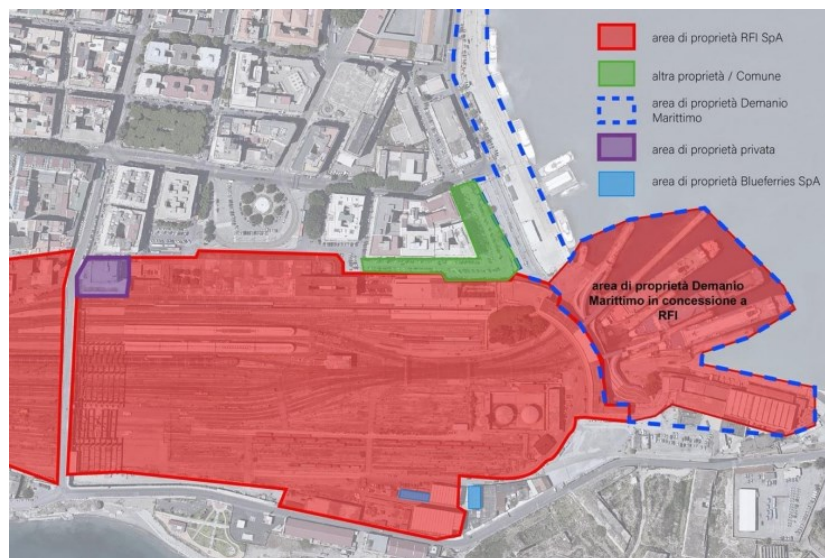 area di proprietà RFI SpA
altra proprietà / Comune
area di proprietà Demanio
Marittimo
area di proprietà privata
area di proprietà Blueferries SpA
area di proprietà Demanio
Marittimo in concessione a
RFI